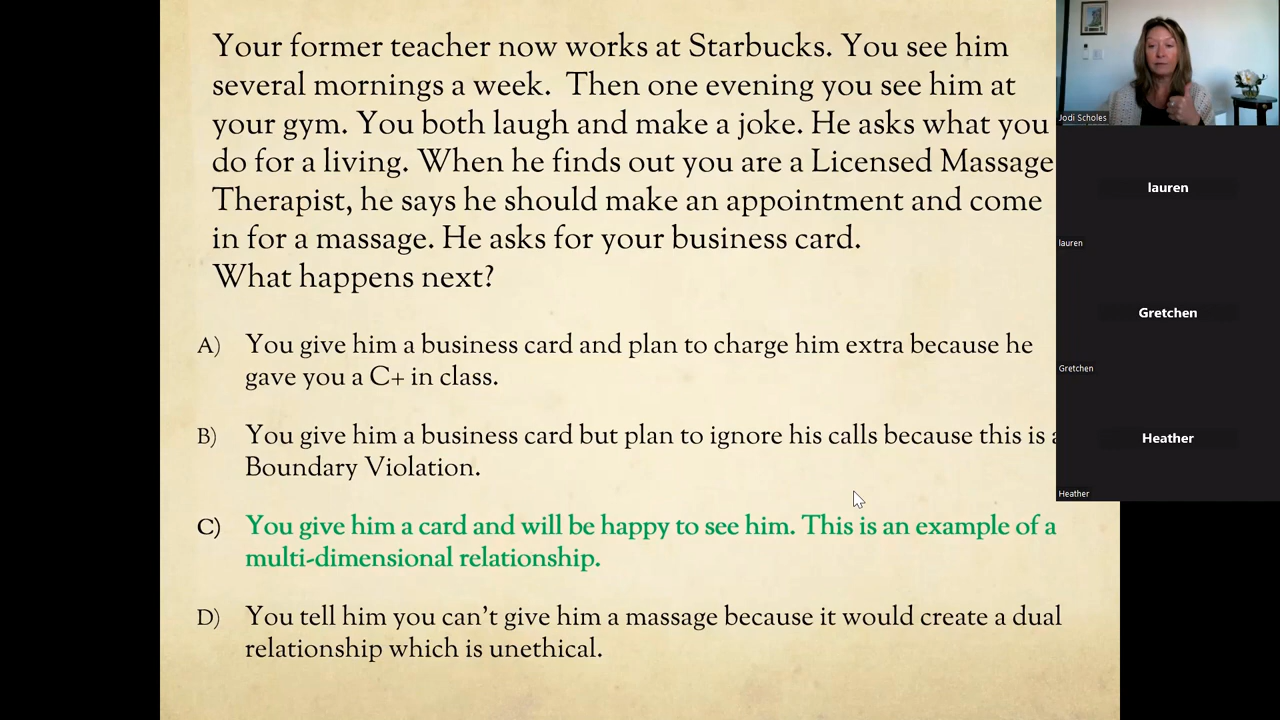 Your former teacher now works at Starbucks. You see him
several mornings a week. Then one evening you see him at
your gym. You both laugh and make a joke. He asks what you
do for a living. When he finds out you are a Licensed Massage
Therapist, he says he should make an appointment and come
in for a massage. He asks for your business card.
What happens next?
A) You give him a business card and plan to charge him extra because he
gave you a C+ in class.
B) You give him a business card but plan to ignore his calls because this is a
Boundary Violation.
C) You give him a card and will be happy to see him. This is an example of a
multi-dimensional relationship.
D) You tell him you can't give him a massage because it would create a dual
relationship which is unethical.
Jodi Scholes
lauren
lauren
Gretchen
Gretchen
Heather
Heather